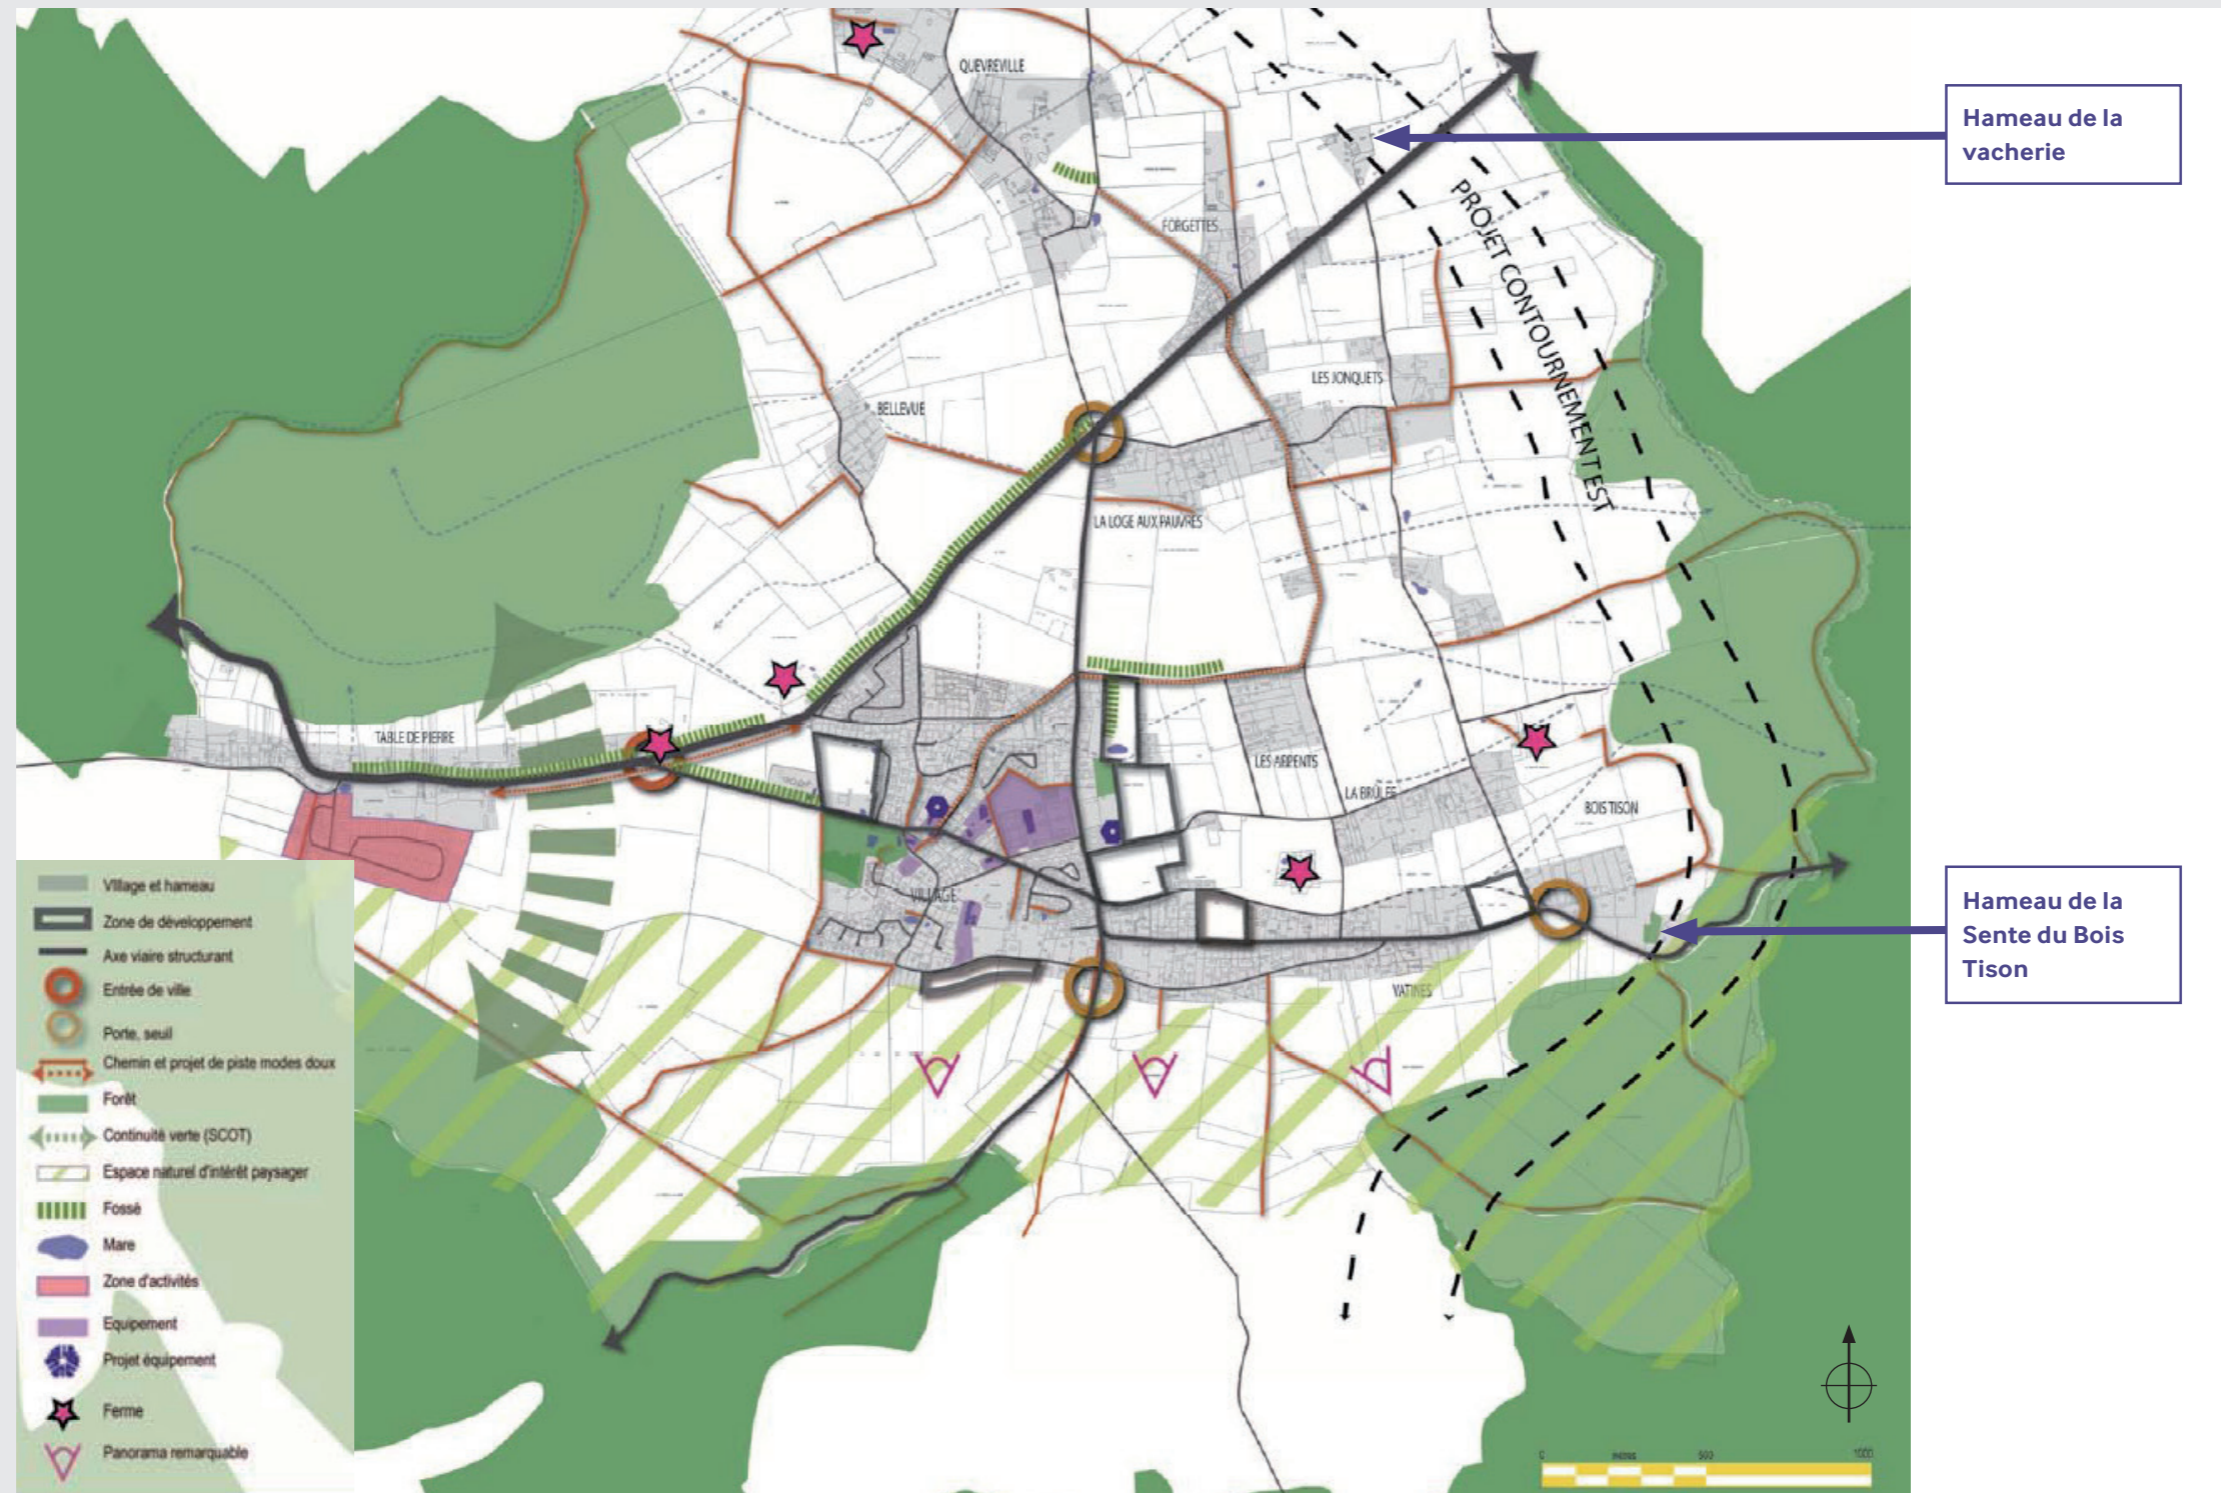 QUEVREVILLE
Hameau de la
vacherie
PROJET CONTOURNEMENT EST
FORGETTES
LES JONQUETS
BELLEVUE
LA LOGE AUX PAUVRES
TABLE DE PIERRE
LES ARPENTS
LA BRÛLEE
BOIS TISON
VILLAGE
VATINES
Hameau de la
Sente du Bois
Tison
Village et hameau
Zone de développement
Axe viaire structurant
Entrée de ville
Porte, seuil
Chemin et projet de piste modes doux
Forêt
Continuité verte (SCOT)
Espace naturel d'intérêt paysager
Fossé
Mare
Zone d'activités
Equipement
Projet équipement
Ferme
Panorama remarquable
0 500 1000